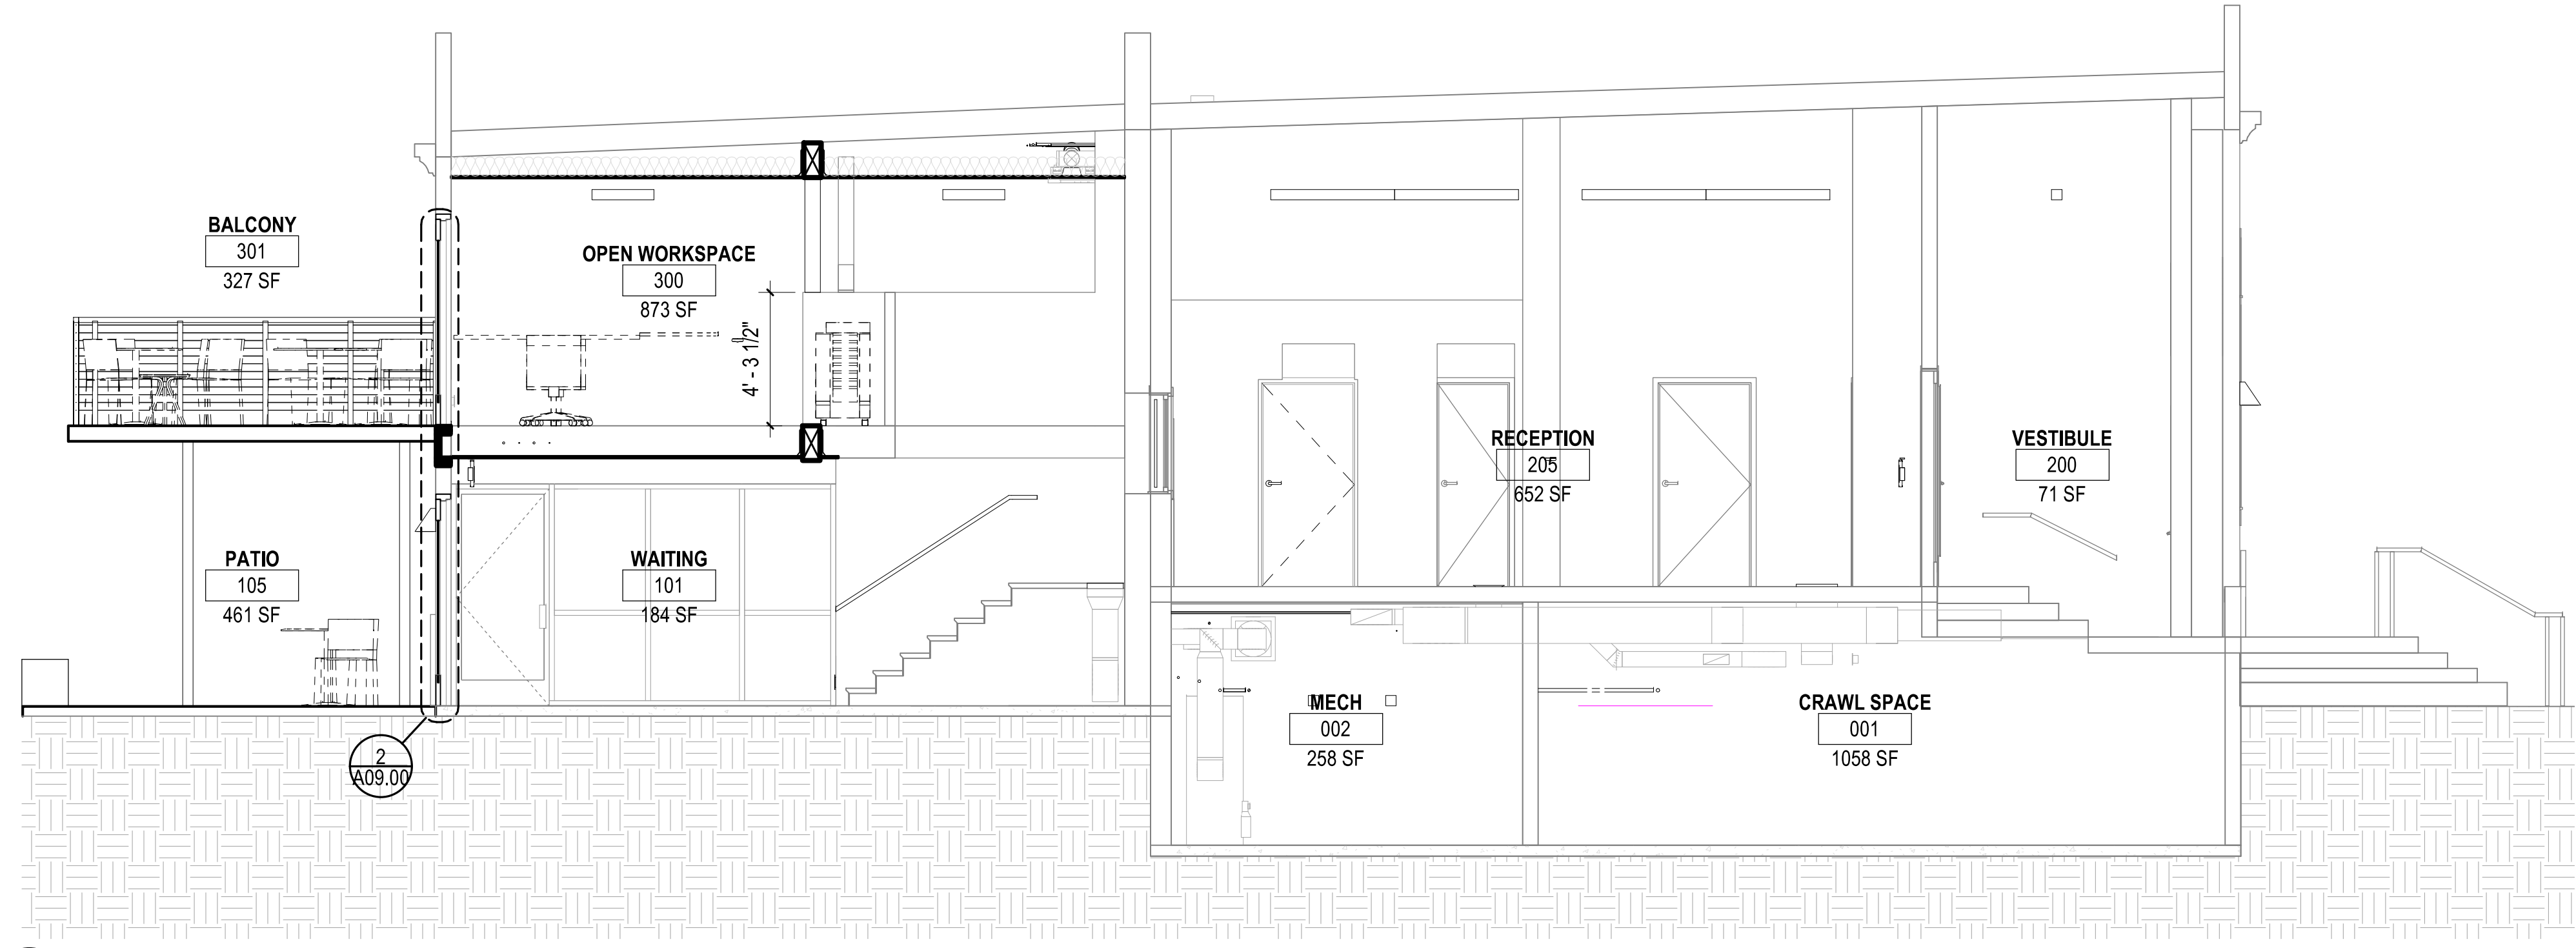 BALCONY
301
327 SF
OPEN WORKSPACE
300
873 SF
4' - 3 1/2"
RECEPTION
205
652 SF
VESTIBULE
200
71 SF
PATIO
105
461 SF
WAITING
101
184 SF
MECH
002
258 SF
CRAWL SPACE
001
1058 SF
2
A09.00